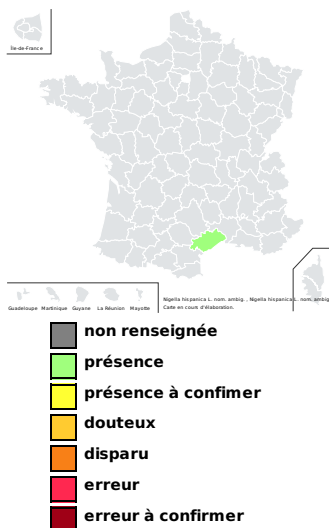 Île-de-France
Guadeloupe Martinique Guyane La Réunion Mayotte
Nigella hispanica L. nom. ambig. , Nigella hispanica L. nom. ambig
Carte en cours d'élaboration.
non renseignée
présence
présence à confimer
douteux
disparu
erreur
erreur à confirmer